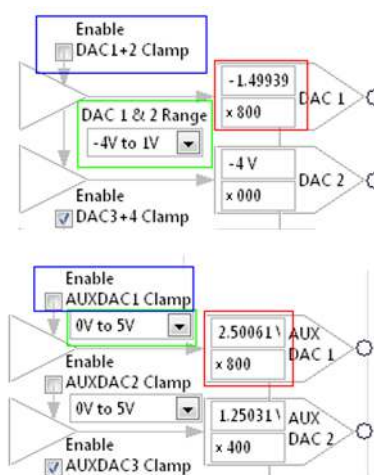 Enable
DAC1+2 Clamp
-1.49939
x 800
DAC 1
DAC 1 & 2 Range
-4V to 1V
-4 V
x 000
DAC 2
Enable
DAC3+4 Clamp
Enable
AUXDAC1 Clamp
0V to 5V
2.50061
x 800
AUX
DAC 1
AUXDAC2 Clamp
0V to 5V
1.25031
x 400
AUX
DAC 2
Enable
AUXDAC3 Clamp
Enable